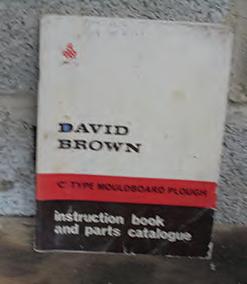 DAVID
BROWN
'C' TYPE MOULDBOARD PLOUGH
instruction book
and parts catalogue